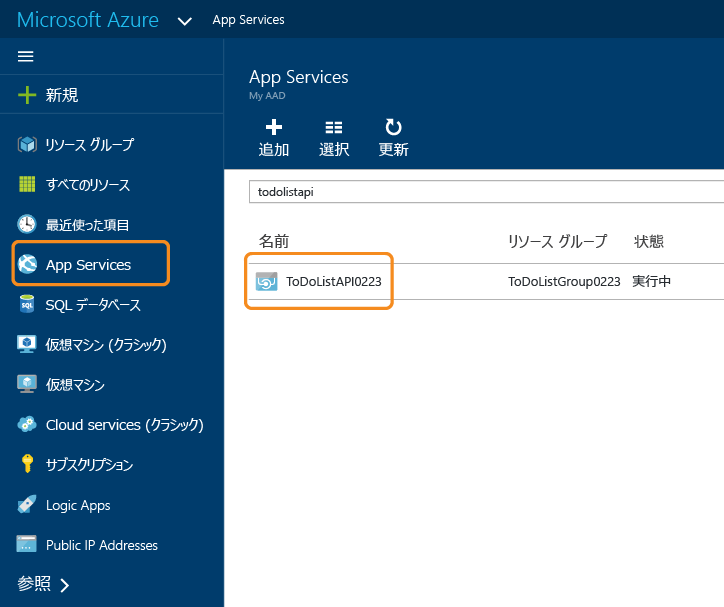 Microsoft Azure App Services
新規
リソース グループ
すべてのリソース
最近使った項目
App Services
SQL データベース
仮想マシン (クラシック)
仮想マシン
Cloud services (クラシック)
サブスクリプション
Logic Apps
Public IP Addresses
参照
App Services
My AAD
追加 選択 更新
todolistapi
名前 リソース グループ 状態
ToDoListAPI0223 ToDoListGroup0223 実行中